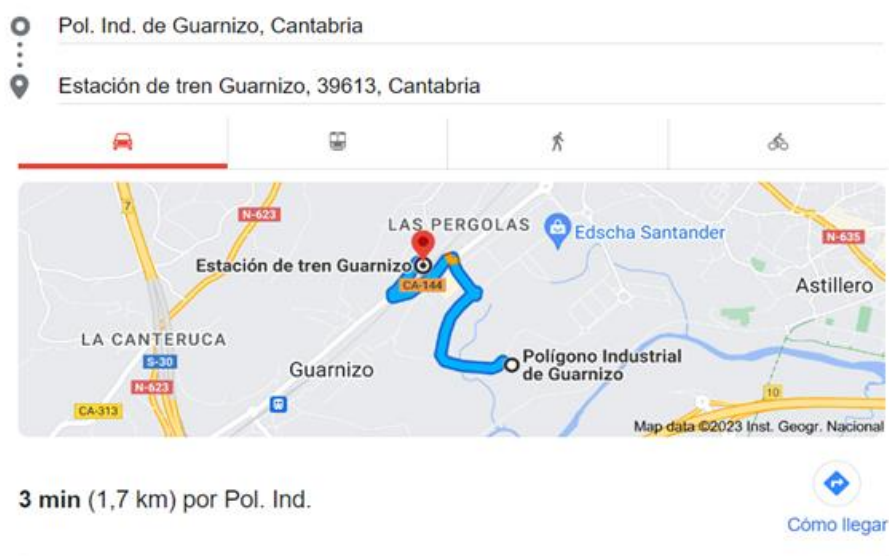 Pol. Ind. de Guarnizo, Cantabria
Estación de tren Guarnizo, 39613, Cantabria
7
N-623
LAS PERGOLAS
Edscha Santander
N-635
Estación de tren Guarnizo
CA-144
Astillero
LA CANTERUCA
S-30
Guarnizo
Polígono Industrial
de Guarnizo
N-623
10
CA-313
Map data ©2023 Inst. Geogr. Nacional
3 min (1,7 km) por Pol. Ind.
Cómo llegar